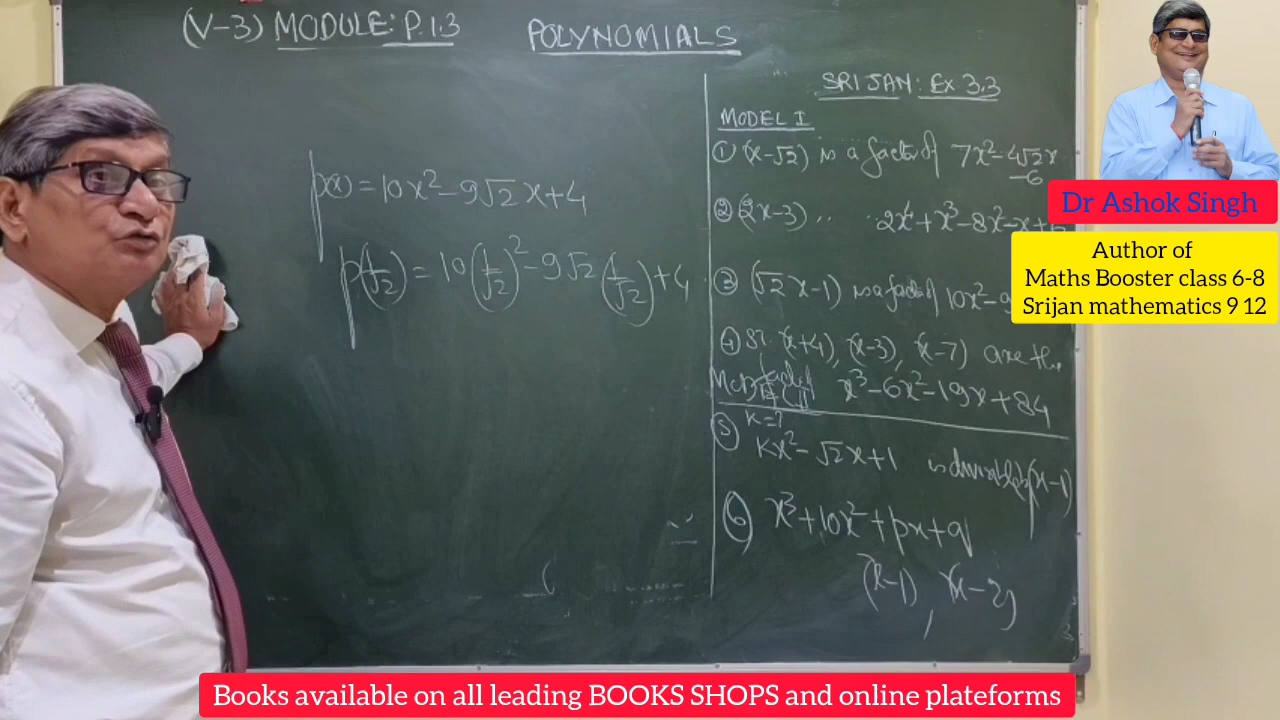 (V-3) MODULE: P.1.3
POLYNOMIALS
p(x) = 10x² - 9√2 x + 4
p(1/√2) = 10(1/√2)² - 9√2 (1/√2) + 4
SRIJAN: Ex 3.3
MODEL I
① (x-√2) is a factor of 7x² - 4√2x
-6
② (2x-3) ,, 2x⁴+x³-8x²-x+
③ (√2 x-1) is a factor of 10x²-9
④ (x+4), (x-3), (x-7) are the
factors of x³-6x²-19x+84
⑤ K=?
Kx²-√2x+1 is divisible by (x-1)
⑥ x³+10x²+px+q
(x-1), (x-2)
Dr Ashok Singh
Author of
Maths Booster class 6-8
Srijan mathematics 9 12
Books available on all leading BOOKS SHOPS and online plateforms